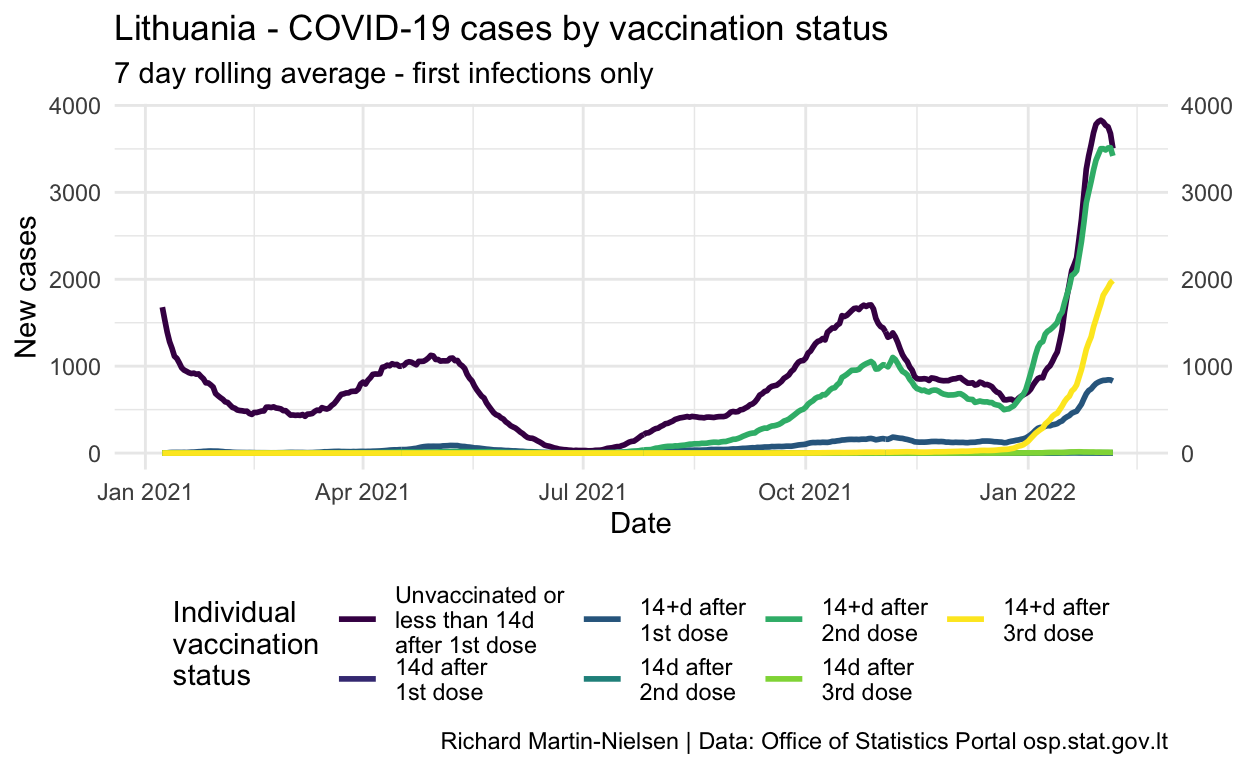 Lithuania - COVID-19 cases by vaccination status
7 day rolling average - first infections only
4000 4000
3000 3000
2000 2000
1000 1000
0 0
New cases
Jan 2021 Apr 2021 Jul 2021 Oct 2021 Jan 2022
Date
Individual
vaccination
status
Unvaccinated or
less than 14d
after 1st dose
14d after
1st dose
14+d after
1st dose
14d after
2nd dose
14+d after
2nd dose
14d after
3rd dose
14+d after
3rd dose
Richard Martin-Nielsen | Data: Office of Statistics Portal osp.stat.gov.lt